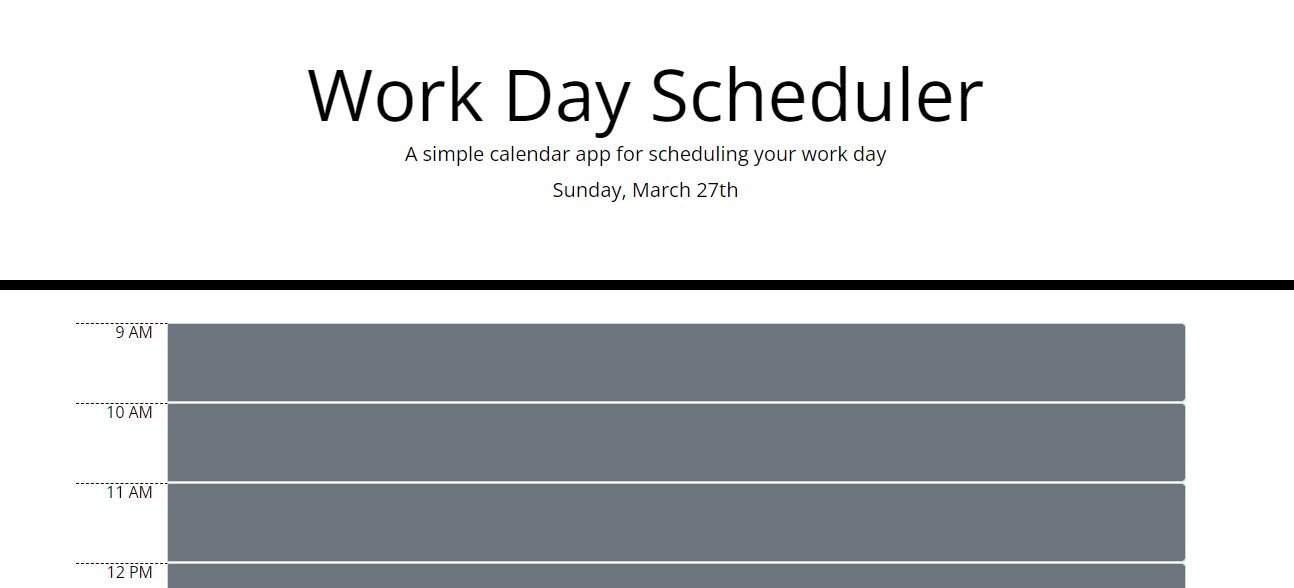 Work Day Scheduler
A simple calendar app for scheduling your work day
Sunday, March 27th
9 AM
10 AM
11 AM
12 PM